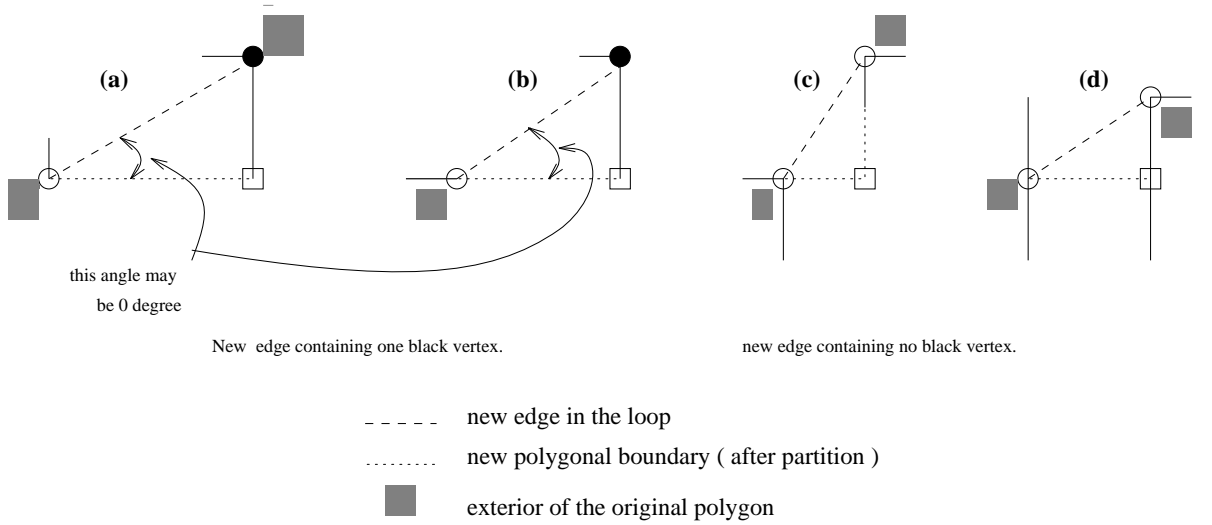 (a)
(b)
(c)
(d)
this angle may
be 0 degree
New edge containing one black vertex.
new edge containing no black vertex.
new edge in the loop
new polygonal boundary ( after partition )
exterior of the original polygon